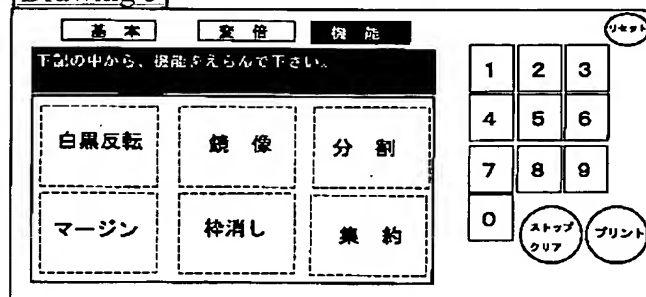 基本 変倍 機能
リセット
下記の中から、機能をえらんで下さい。
1 2 3
白黒反転 鏡像 分割
4 5 6
7 8 9
マージン 枠消し 集約
0 ストップ
クリア プリント